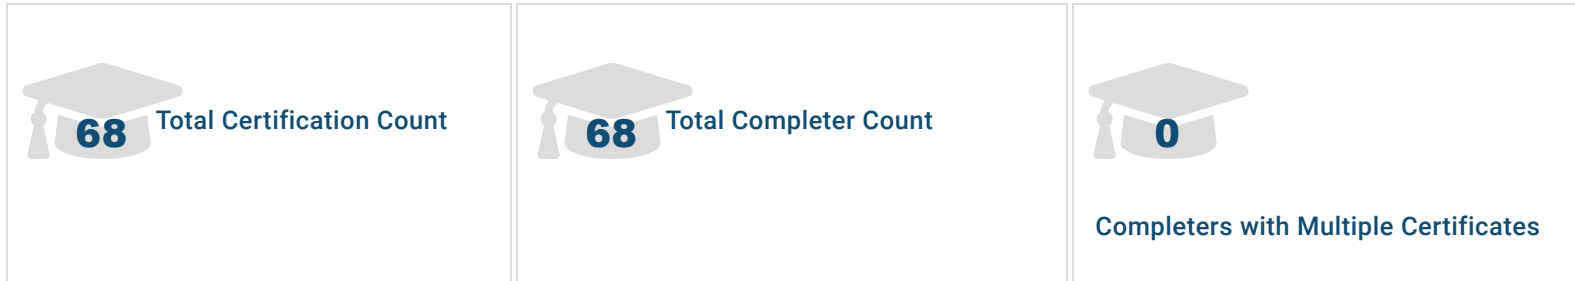 68 Total Certification Count
68 Total Completer Count
0
Completers with Multiple Certificates